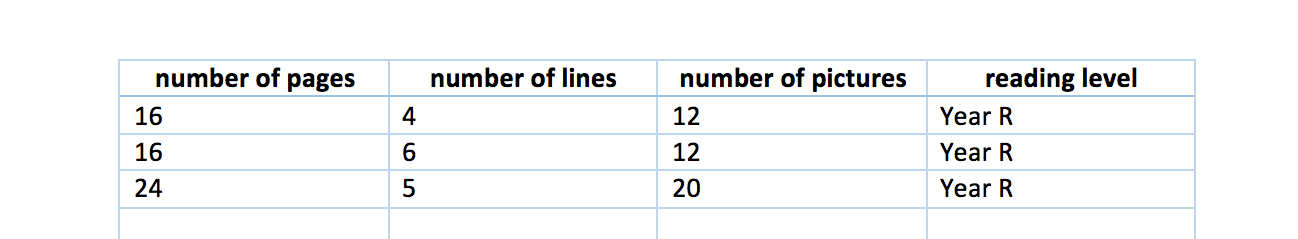 number of pages number of lines number of pictures reading level
16 4 12 Year R
16 6 12 Year R
24 5 20 Year R